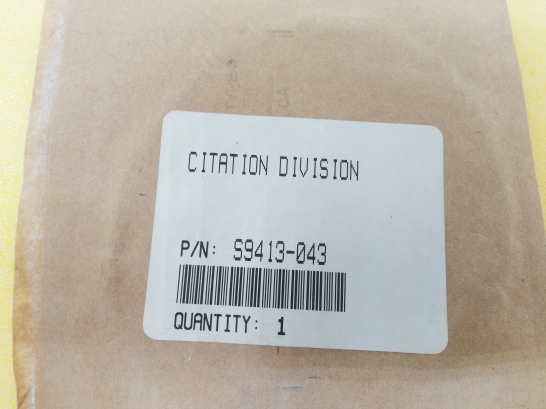 CITATION DIVISION
P/N: S9413-043
QUANTITY: 1